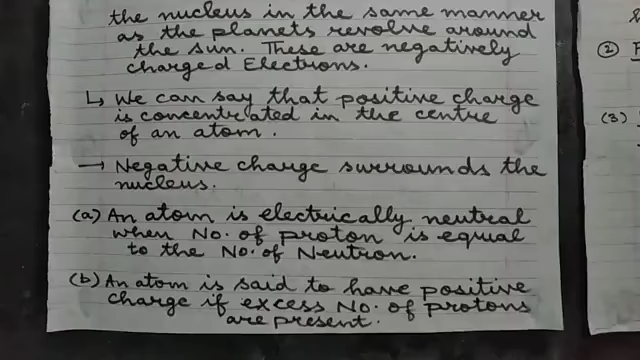 the nucleus in the same manner
as the planets revolve around
the sun. These are negatively
charged Electrons.
↳ We can say that positive charge
is concentrated in the centre
of an atom.
→ Negative charge surrounds the
nucleus.
(a) An atom is electrically neutral
when No. of proton is equal
to the No. of Neutron.
(b) An atom is said to have positive
charge if excess No. of protons
are present.
(2)
(3)